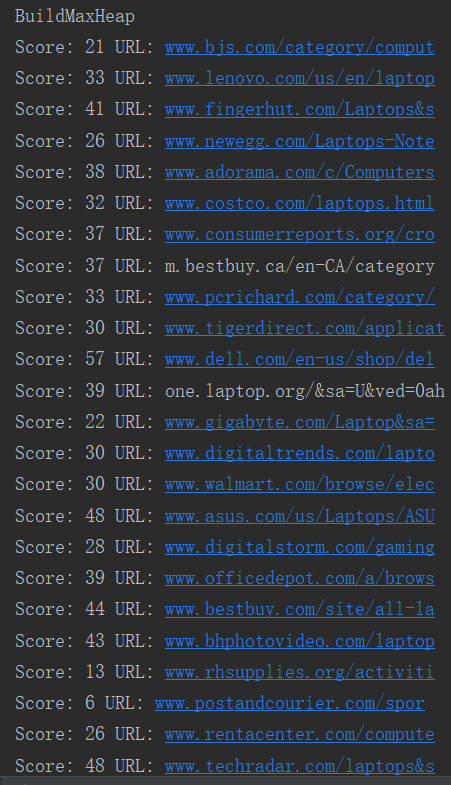 BuildMaxHeap
Score: 21 URL: www.bjs.com/category/comput
Score: 33 URL: www.lenovo.com/us/en/laptop
Score: 41 URL: www.fingerhut.com/Laptops&s
Score: 26 URL: www.newegg.com/Laptops-Note
Score: 38 URL: www.adorama.com/c/Computers
Score: 32 URL: www.costco.com/laptops.html
Score: 37 URL: www.consumerreports.org/cro
Score: 37 URL: m.bestbuy.ca/en-CA/category
Score: 33 URL: www.pcrichard.com/category/
Score: 30 URL: www.tigerdirect.com/applicat
Score: 57 URL: www.dell.com/en-us/shop/del
Score: 39 URL: one.laptop.org/&sa=U&ved=0ah
Score: 22 URL: www.gigabyte.com/Laptop&sa=
Score: 30 URL: www.digitaltrends.com/lapto
Score: 30 URL: www.walmart.com/browse/elec
Score: 48 URL: www.asus.com/us/Laptops/ASU
Score: 28 URL: www.digitalstorm.com/gaming
Score: 39 URL: www.officedepot.com/a/brows
Score: 44 URL: www.bestbuy.com/site/all-la
Score: 43 URL: www.bhphotovideo.com/laptop
Score: 13 URL: www.rhsupplies.org/activiti
Score: 6 URL: www.postandcourier.com/spor
Score: 26 URL: www.rentacenter.com/compute
Score: 48 URL: www.techradar.com/laptops&s